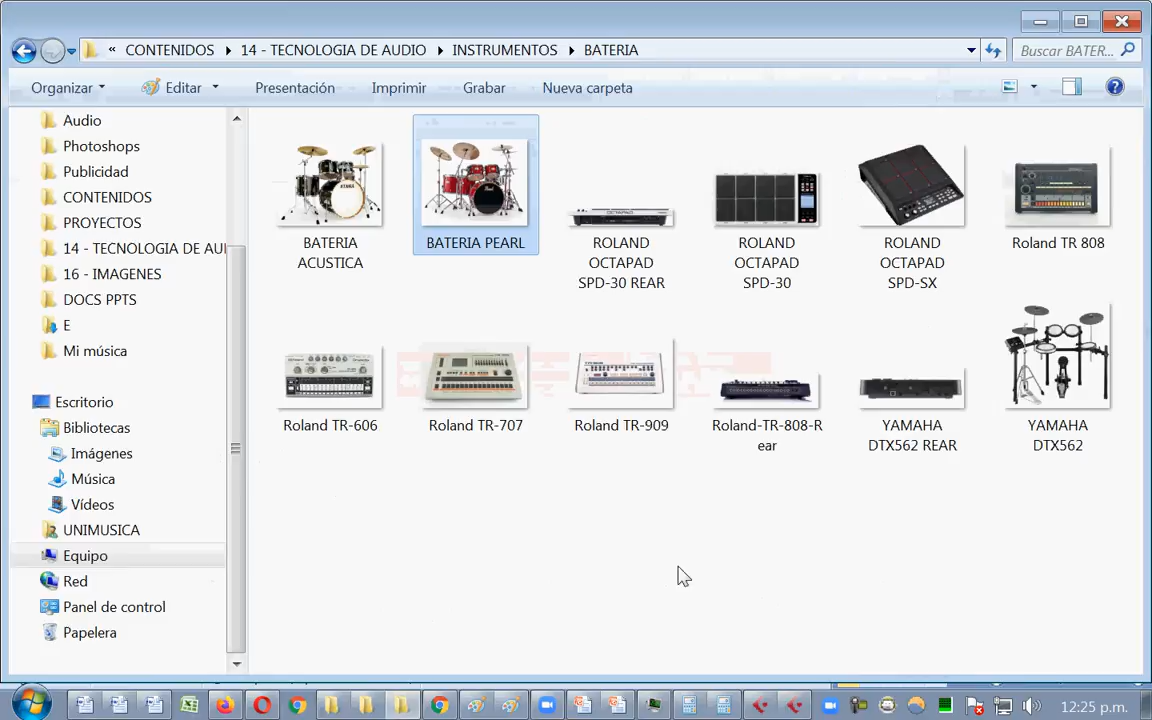 « CONTENIDOS 14 - TECNOLOGIA DE AUDIO INSTRUMENTOS BATERIA
Buscar BATER...
Organizar Editar Presentación Imprimir Grabar Nueva carpeta
Audio
Photoshops
Publicidad
CONTENIDOS
PROYECTOS
14 - TECNOLOGIA DE AUI
16 - IMAGENES
DOCS PPTS
E
Mi música
Escritorio
Bibliotecas
Imágenes
Música
Vídeos
UNIMUSICA
Equipo
Red
Panel de control
Papelera
BATERIA
ACUSTICA
BATERIA PEARL
ROLAND
OCTAPAD
SPD-30 REAR
ROLAND
OCTAPAD
SPD-30
ROLAND
OCTAPAD
SPD-SX
Roland TR 808
Roland TR-606
Roland TR-707
Roland TR-909
Roland-TR-808-R
ear
YAMAHA
DTX562 REAR
YAMAHA
DTX562
12:25 p.m.